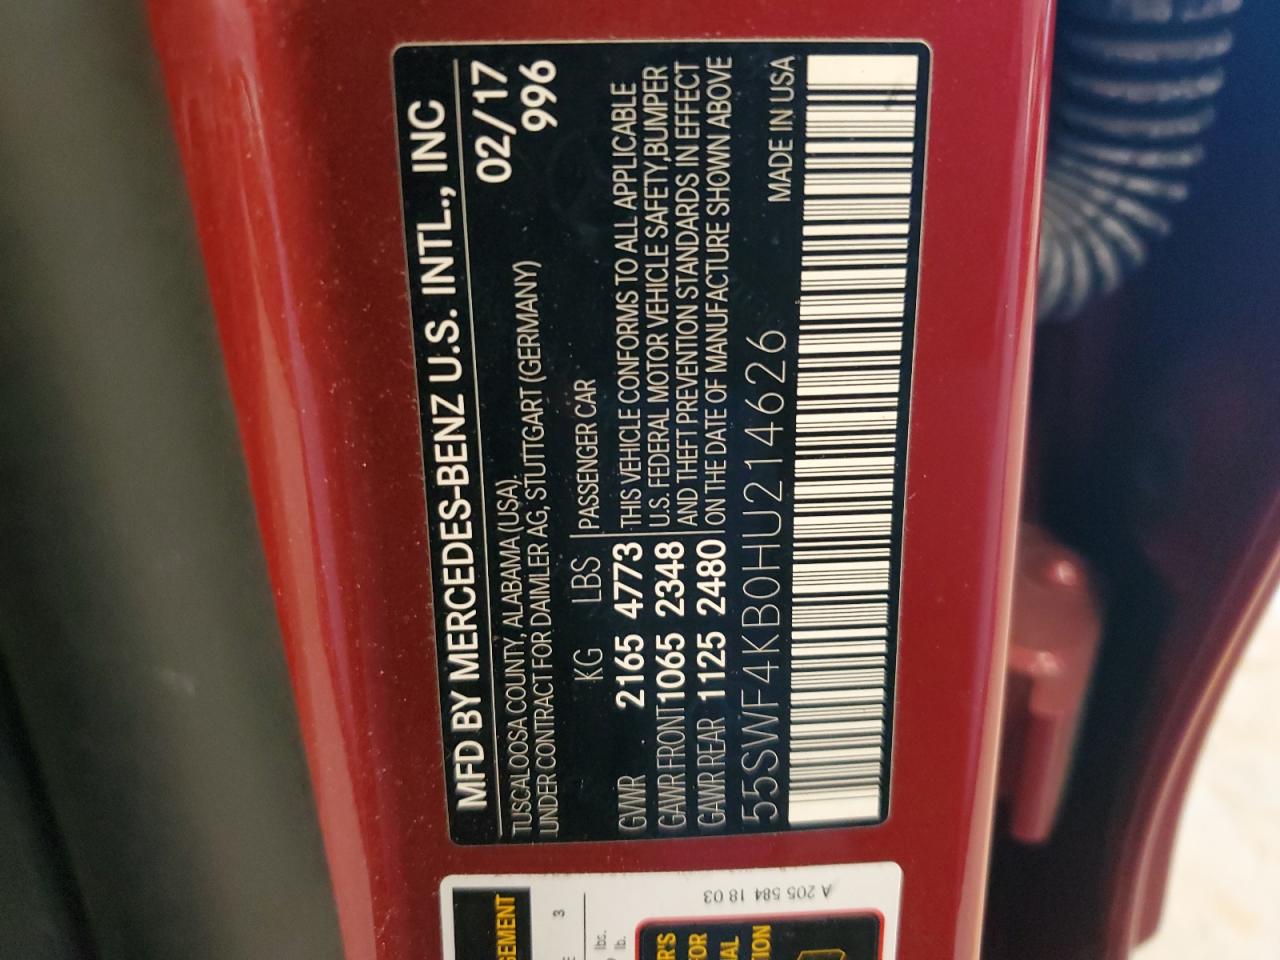 MFD BY MERCEDES-BENZ U.S. INTL., INC
TUSCALOOSA COUNTY, ALABAMA (USA) 02/17
UNDER CONTRACT FOR DAIMLER AG, STUTTGART (GERMANY) 996
KG LBS PASSENGER CAR
GVWR 2165 4773
GAWR FRONT 1065 2348
GAWR REAR 1125 2480
THIS VEHICLE CONFORMS TO ALL APPLICABLE
U.S. FEDERAL MOTOR VEHICLE SAFETY,BUMPER
AND THEFT PREVENTION STANDARDS IN EFFECT
ON THE DATE OF MANUFACTURE SHOWN ABOVE
55SWF4KB0HU214626 MADE IN USA
A 205 584 18 03
3
lbs.
lb.